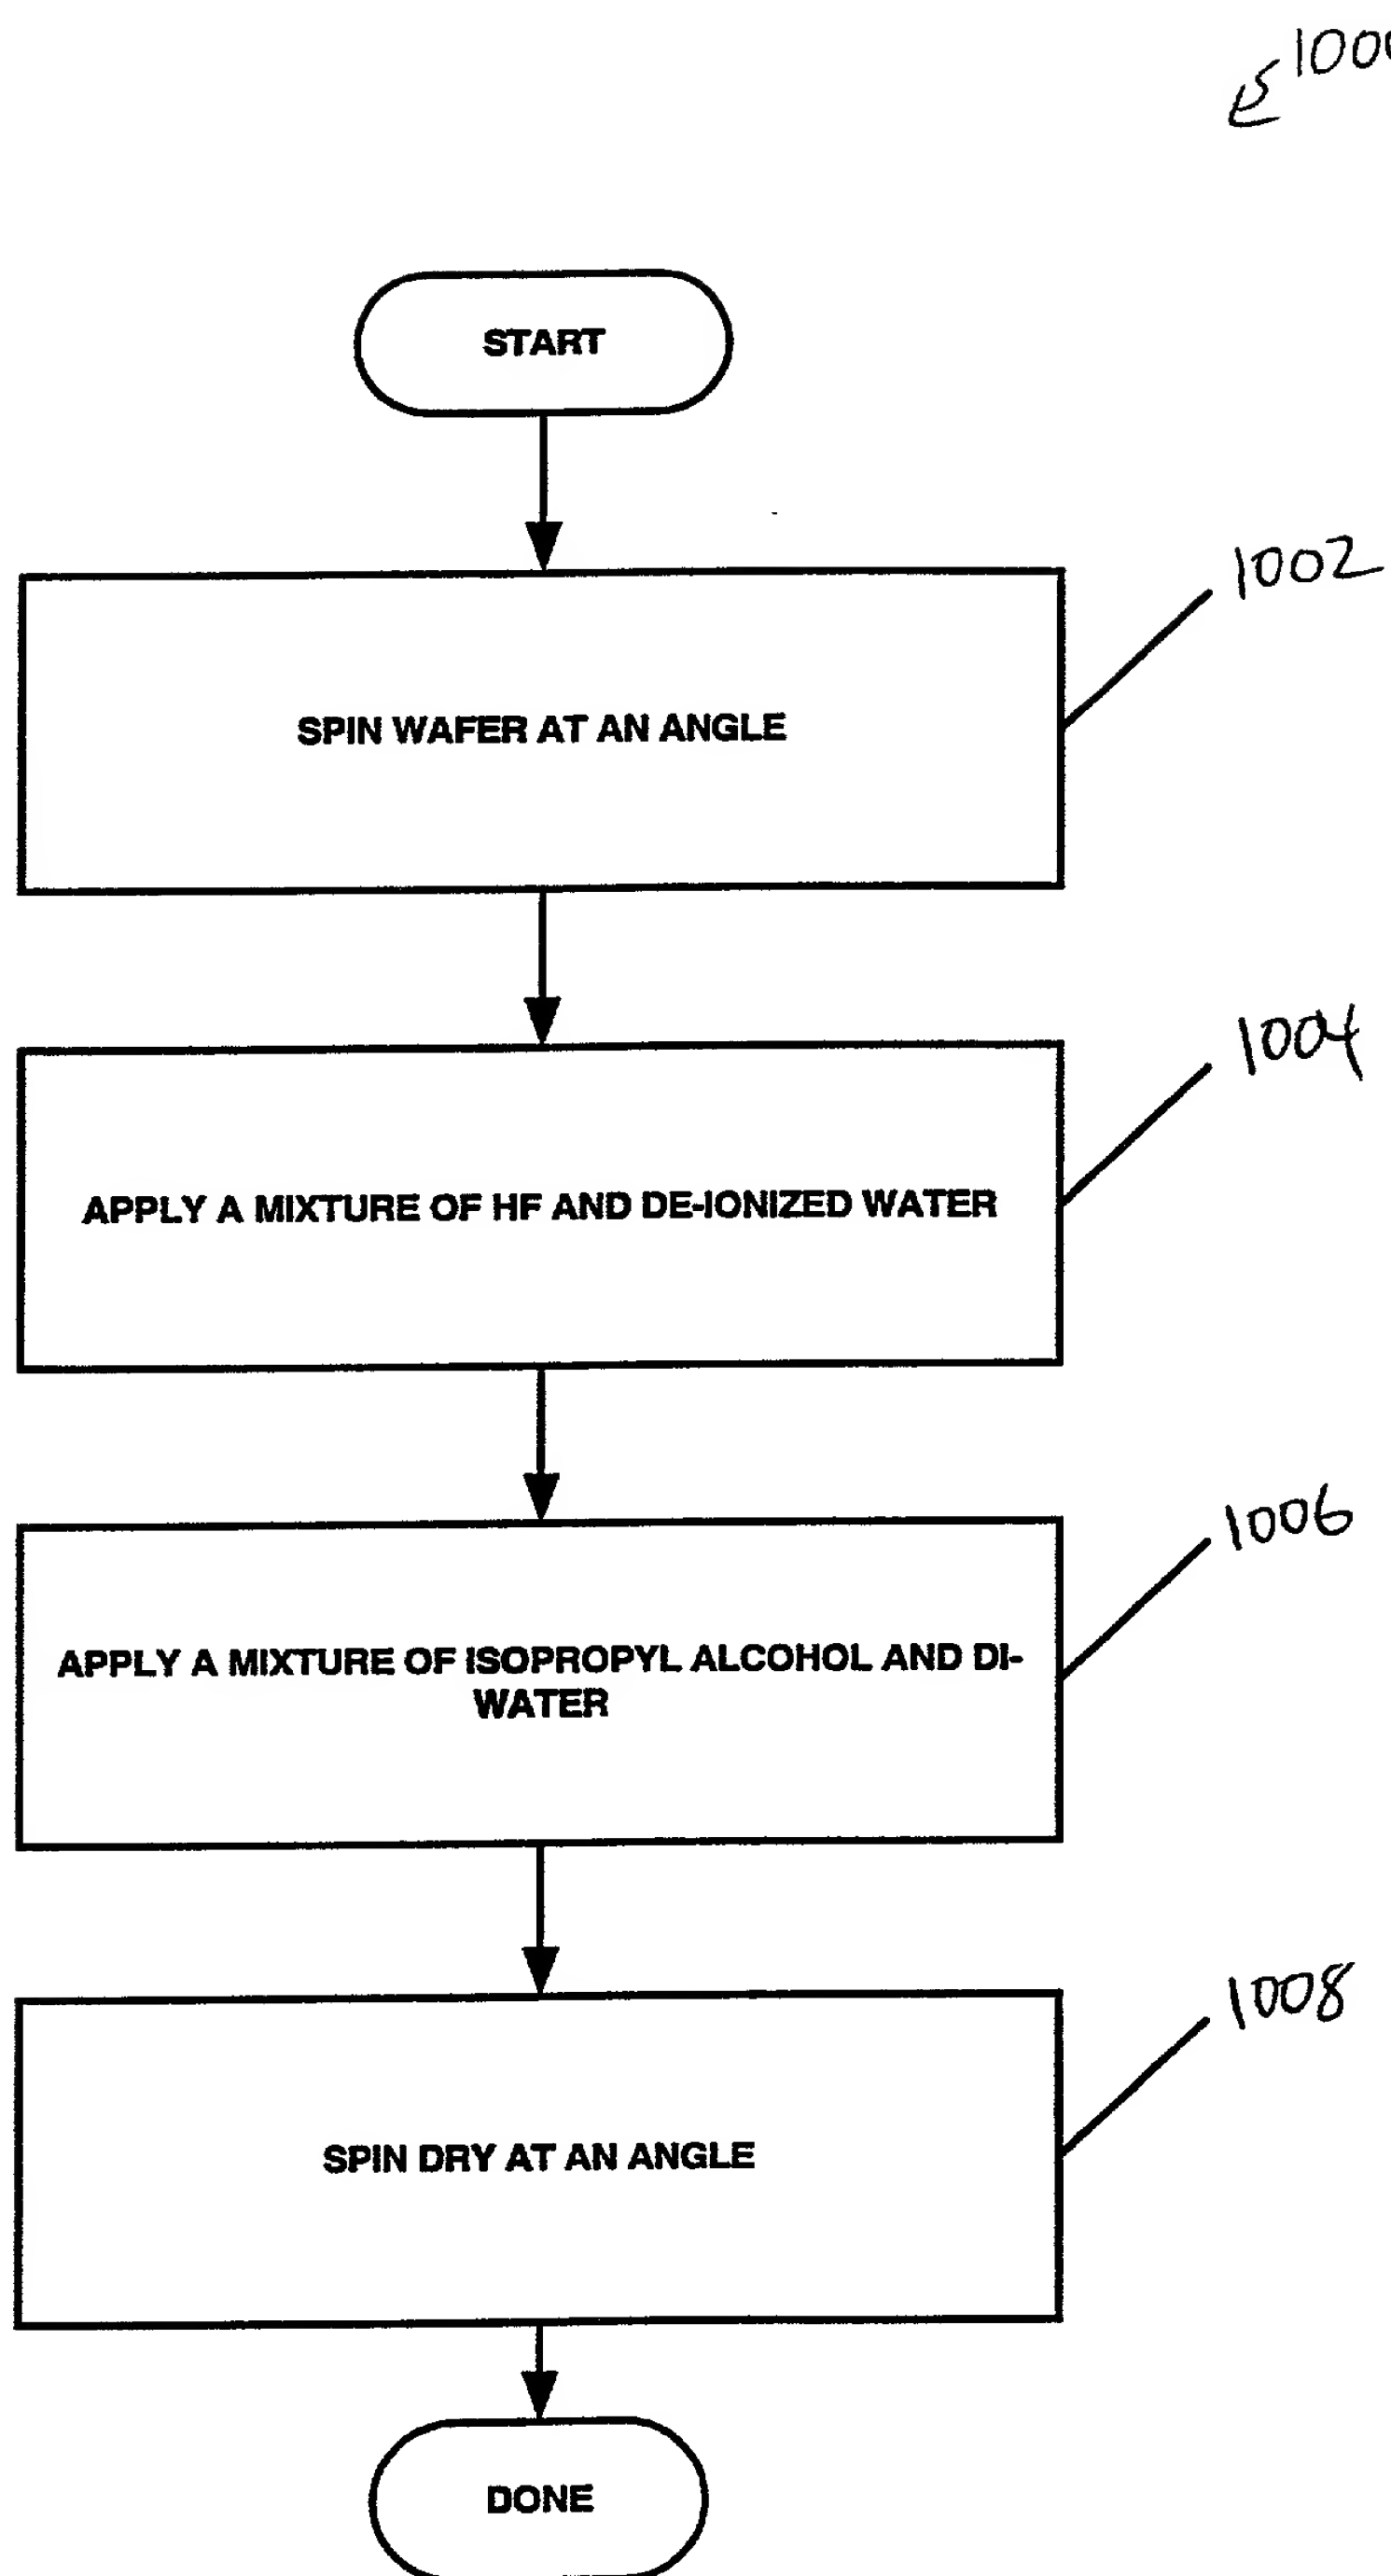 1000
START
1002
SPIN WAFER AT AN ANGLE
1004
APPLY A MIXTURE OF HF AND DE-IONIZED WATER
1006
APPLY A MIXTURE OF ISOPROPYL ALCOHOL AND DI-
WATER
1008
SPIN DRY AT AN ANGLE
DONE